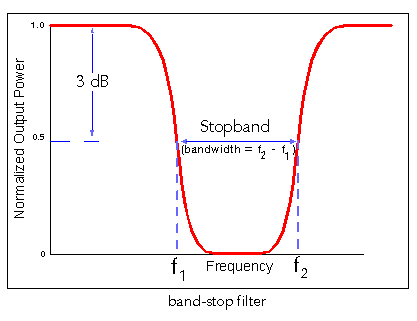 1.0
3 dB
Normalized Output Power
0.5
Stopband
(bandwidth = f2 - f1)
0
f1
Frequency
f2
band-stop filter